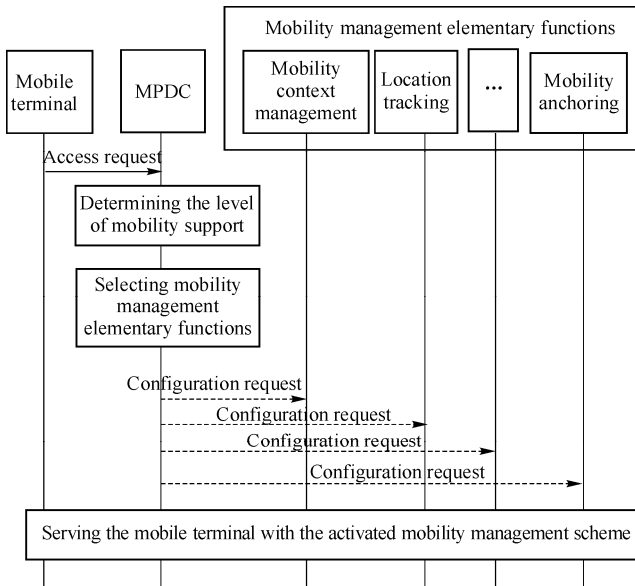 Mobility management elementary functions
Mobile
terminal
MPDC
Mobility
context
management
Location
tracking
...
Mobility
anchoring
Access request
Determining the level
of mobility support
Selecting mobility
management
elementary functions
Configuration request
Configuration request
Configuration request
Configuration request
Serving the mobile terminal with the activated mobility management scheme